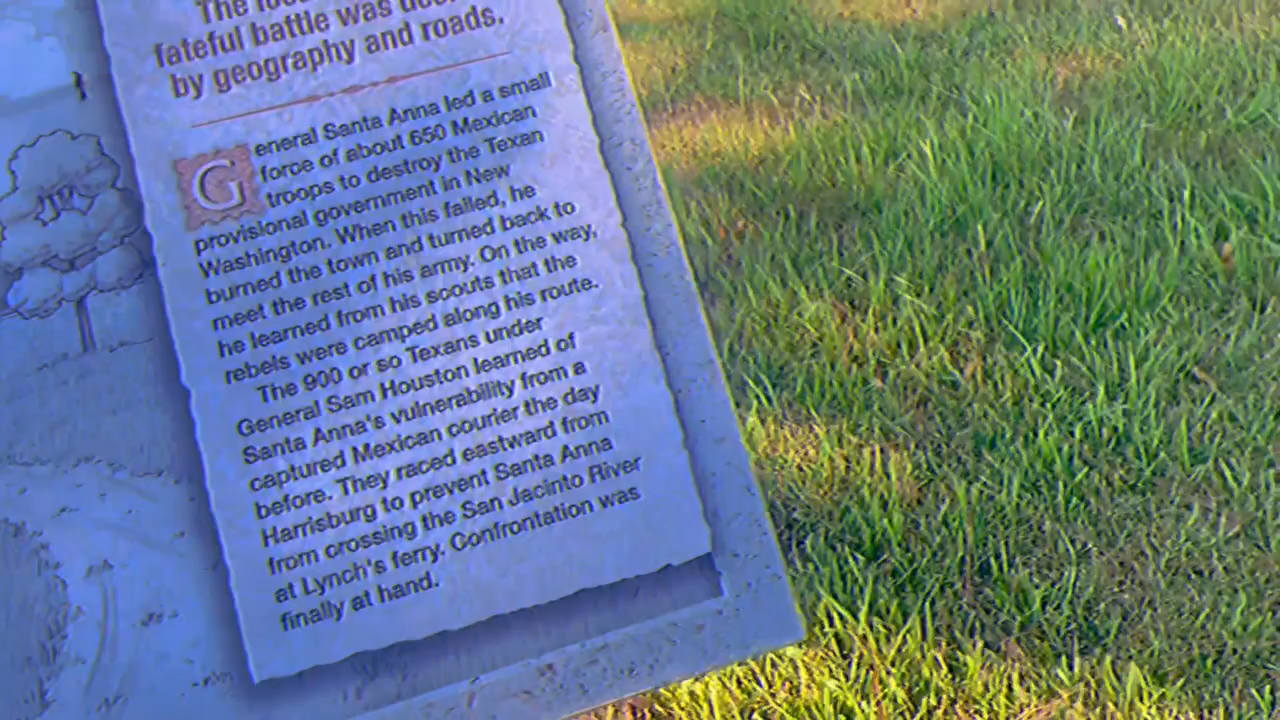 The
fateful battle was
by geography and roads.
General Santa Anna led a small
force of about 650 Mexican
troops to destroy the Texan
provisional government in New
Washington. When this failed, he
burned the town and turned back to
meet the rest of his army. On the way,
he learned from his scouts that the
rebels were camped along his route.
The 900 or so Texans under
General Sam Houston learned of
Santa Anna's vulnerability from a
captured Mexican courier the day
before. They raced eastward from
Harrisburg to prevent Santa Anna
from crossing the San Jacinto River
at Lynch's ferry. Confrontation was
finally at hand.